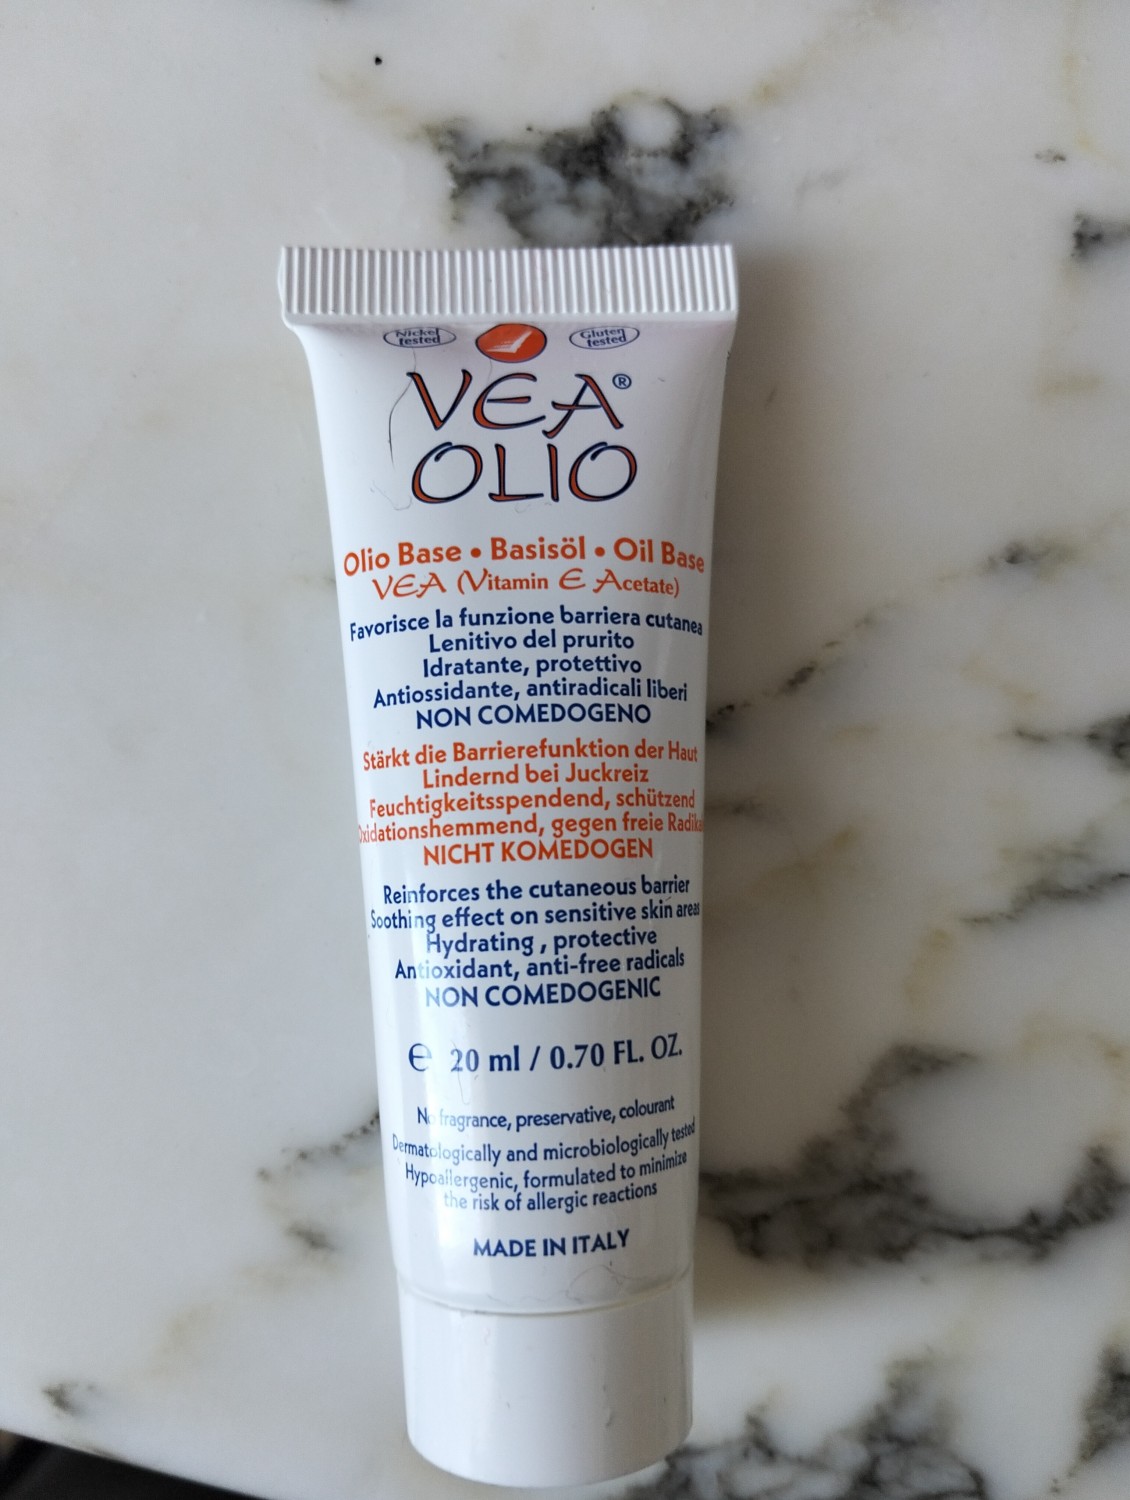 Nickel
tested
Gluten
tested
VEA®
OLIO
Olio Base • Basisöl • Oil Base
VEA (Vitamin E Acetate)
Favorisce la funzione barriera cutanea
Lenitivo del prurito
Idratante, protettivo
Antiossidante, antiradicali liberi
NON COMEDOGENO
Stärkt die Barrierefunktion der Haut
Lindernd bei Juckreiz
Feuchtigkeitsspendend, schützend
Oxidationshemmend, gegen freie
NICHT KOMEDOGEN
Reinforces the cutaneous barrier
Soothing effect on sensitive skin areas
Hydrating , protective
Antioxidant, anti-free radicals
NON COMEDOGENIC
℮ 20 ml / 0.70 FL. OZ.
No fragrance, preservative, colourant
Dermatologically and microbiologically tested
Hypoallergenic, formulated to minimize
the risk of allergic reactions
MADE IN ITALY